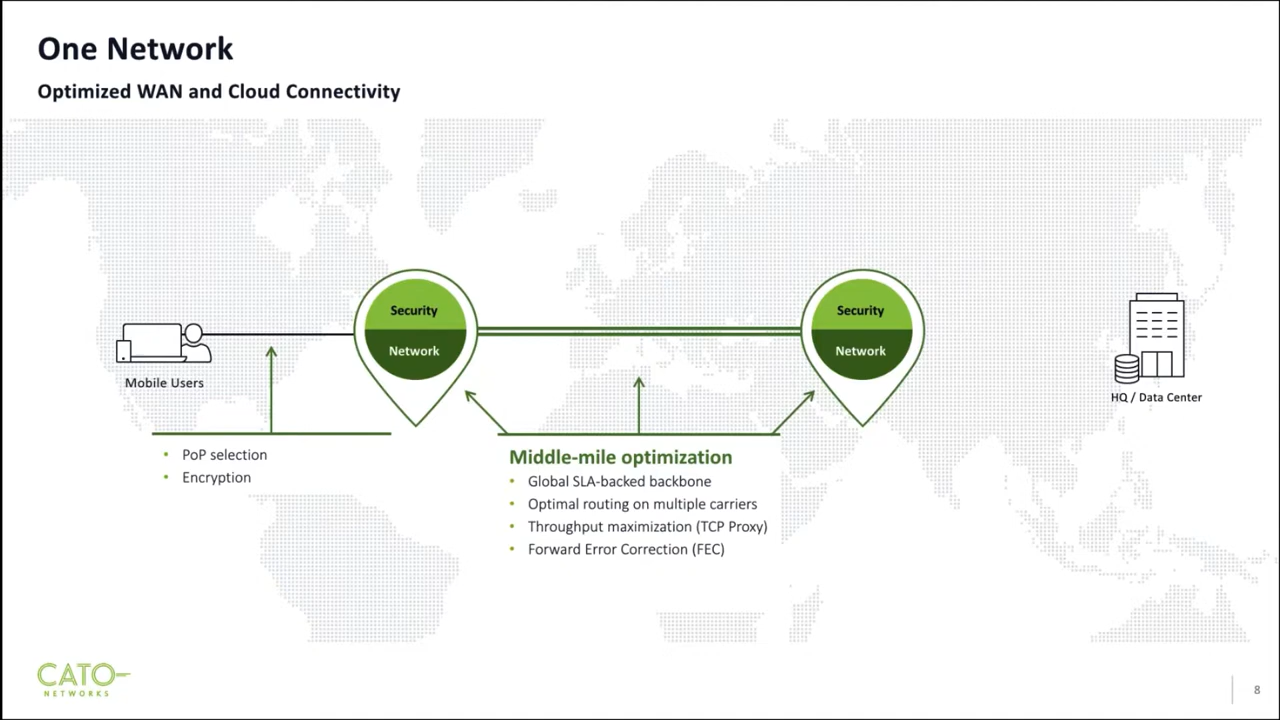 One Network
Optimized WAN and Cloud Connectivity
Security
Network
Security
Network
Mobile Users
HQ / Data Center
• PoP selection
• Encryption
Middle-mile optimization
• Global SLA-backed backbone
• Optimal routing on multiple carriers
• Throughput maximization (TCP Proxy)
• Forward Error Correction (FEC)
CATO
NETWORKS
8